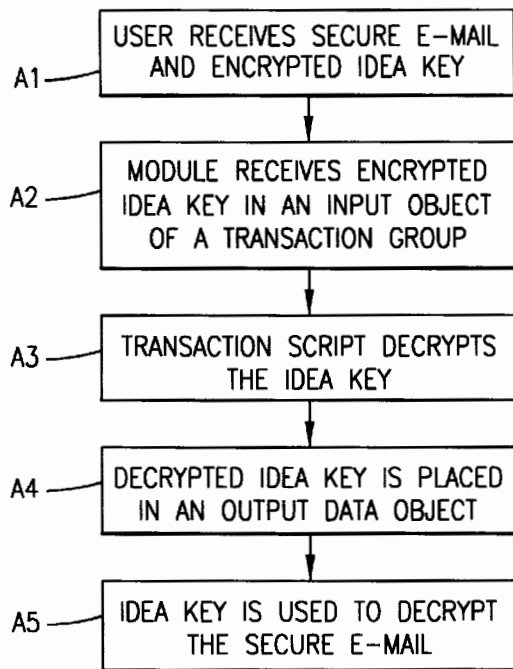 USER RECEIVES SECURE E-MAIL
AND ENCRYPTED IDEA KEY
A1
MODULE RECEIVES ENCRYPTED
IDEA KEY IN AN INPUT OBJECT
OF A TRANSACTION GROUP
A2
TRANSACTION SCRIPT DECRYPTS
THE IDEA KEY
A3
DECRYPTED IDEA KEY IS PLACED
IN AN OUTPUT DATA OBJECT
A4
IDEA KEY IS USED TO DECRYPT
THE SECURE E-MAIL
A5